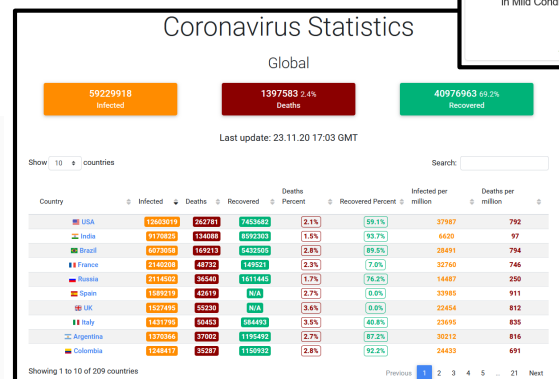 in Mild Cond
Coronavirus Statistics
Global
59229918
Infected
1397583 2.4%
Deaths
40976963 69.2%
Recovered
Last update: 23.11.20 17:03 GMT
Show 10 countries Search:
Country Infected Deaths Recovered Deaths Percent Recovered Percent Infected per million Deaths per million
USA 12603019 262781 7453682 2.1% 59.1% 37987 792
India 9170825 134088 8592303 1.5% 93.7% 6620 97
Brazil 6073058 169213 5432505 2.8% 89.5% 28491 794
France 2140208 48732 149521 2.3% 7.0% 32760 746
Russia 2114502 36540 1611445 1.7% 76.2% 14487 250
Spain 1589219 42619 N/A 2.7% 0.0% 33985 911
UK 1527495 55230 N/A 3.6% 0.0% 22454 812
Italy 1431795 50453 584493 3.5% 40.8% 23695 835
Argentina 1370366 37002 1195492 2.7% 87.2% 30212 816
Colombia 1248417 35287 1150932 2.8% 92.2% 24433 691
Showing 1 to 10 of 209 countries Previous 1 2 3 4 5 … 21 Next